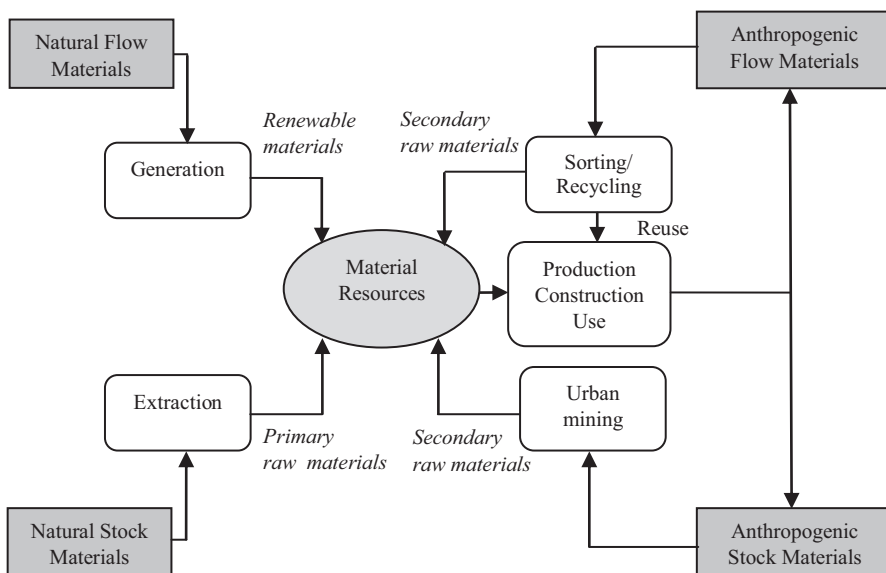 Natural Flow
Materials
Anthropogenic
Flow Materials
Generation
Renewable
materials
Secondary
raw materials
Sorting/
Recycling
Reuse
Material
Resources
Production
Construction
Use
Extraction
Primary
raw materials
Secondary
raw materials
Urban
mining
Natural Stock
Materials
Anthropogenic
Stock Materials